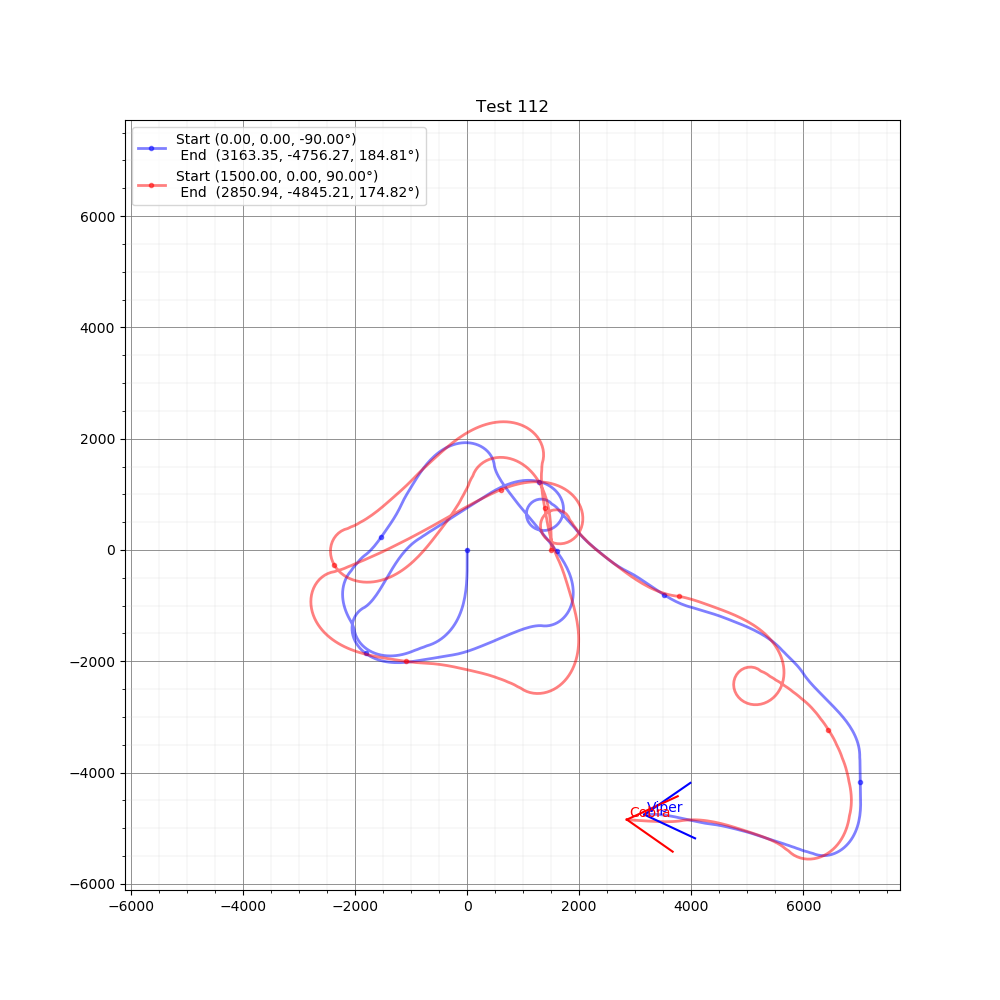 Test 112
Start (0.00, 0.00, -90.00°)
End  (3163.35, -4756.27, 184.81°)
Start (1500.00, 0.00, 90.00°)
End  (2850.94, -4845.21, 174.82°)
6000
4000
2000
0
−2000
−4000
−6000
Viper
Cobra
−6000 −4000 −2000 0 2000 4000 6000